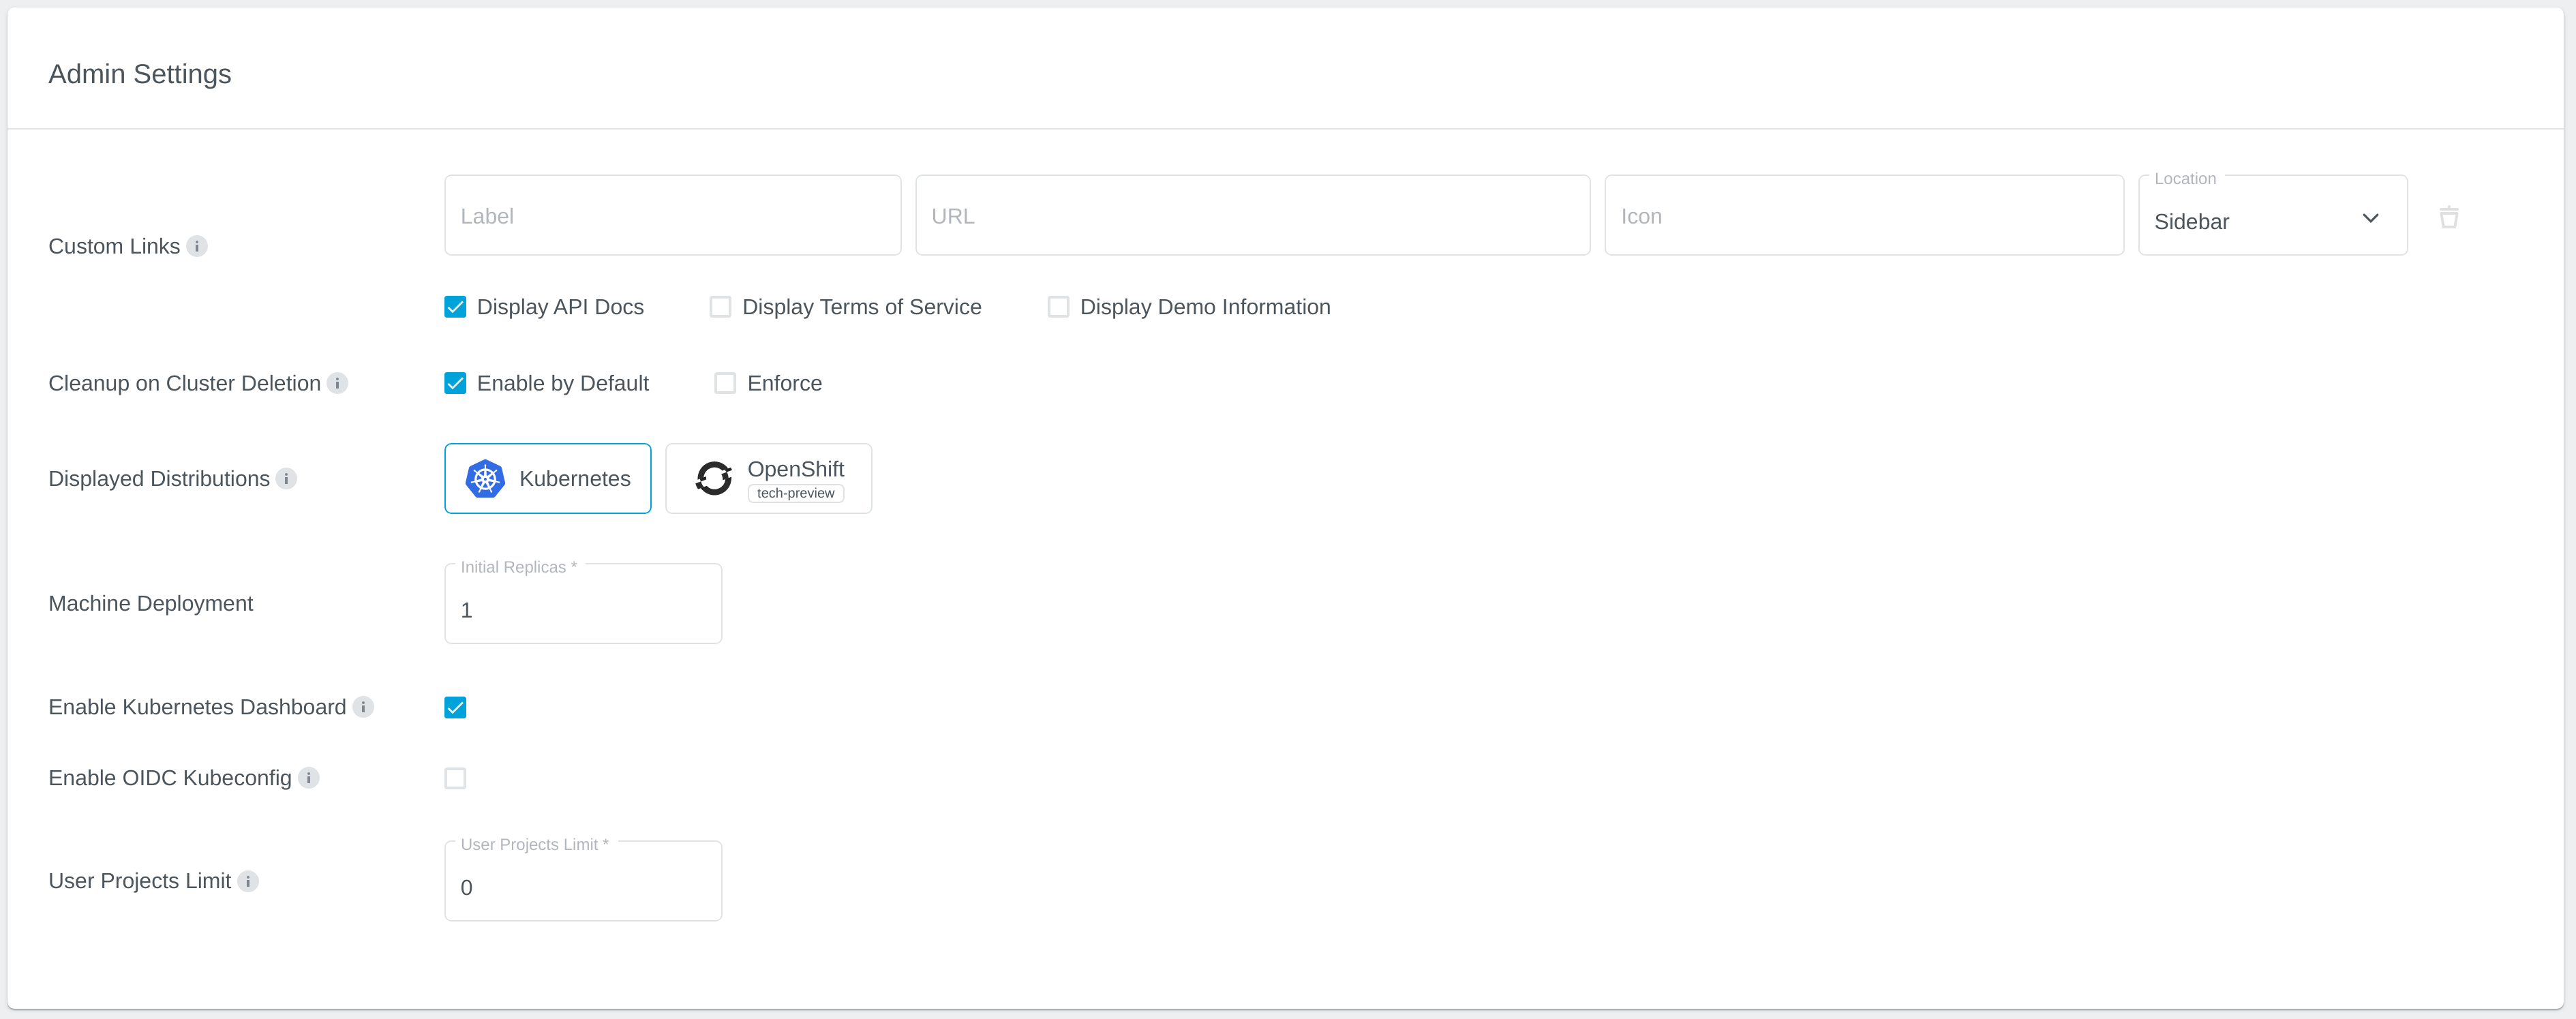 Admin Settings
Custom Links
Label
URL
Icon
Location
Sidebar
Display API Docs
Display Terms of Service
Display Demo Information
Cleanup on Cluster Deletion
Enable by Default
Enforce
Displayed Distributions
Kubernetes
OpenShift
tech-preview
Machine Deployment
Initial Replicas *
1
Enable Kubernetes Dashboard
Enable OIDC Kubeconfig
User Projects Limit
User Projects Limit *
0